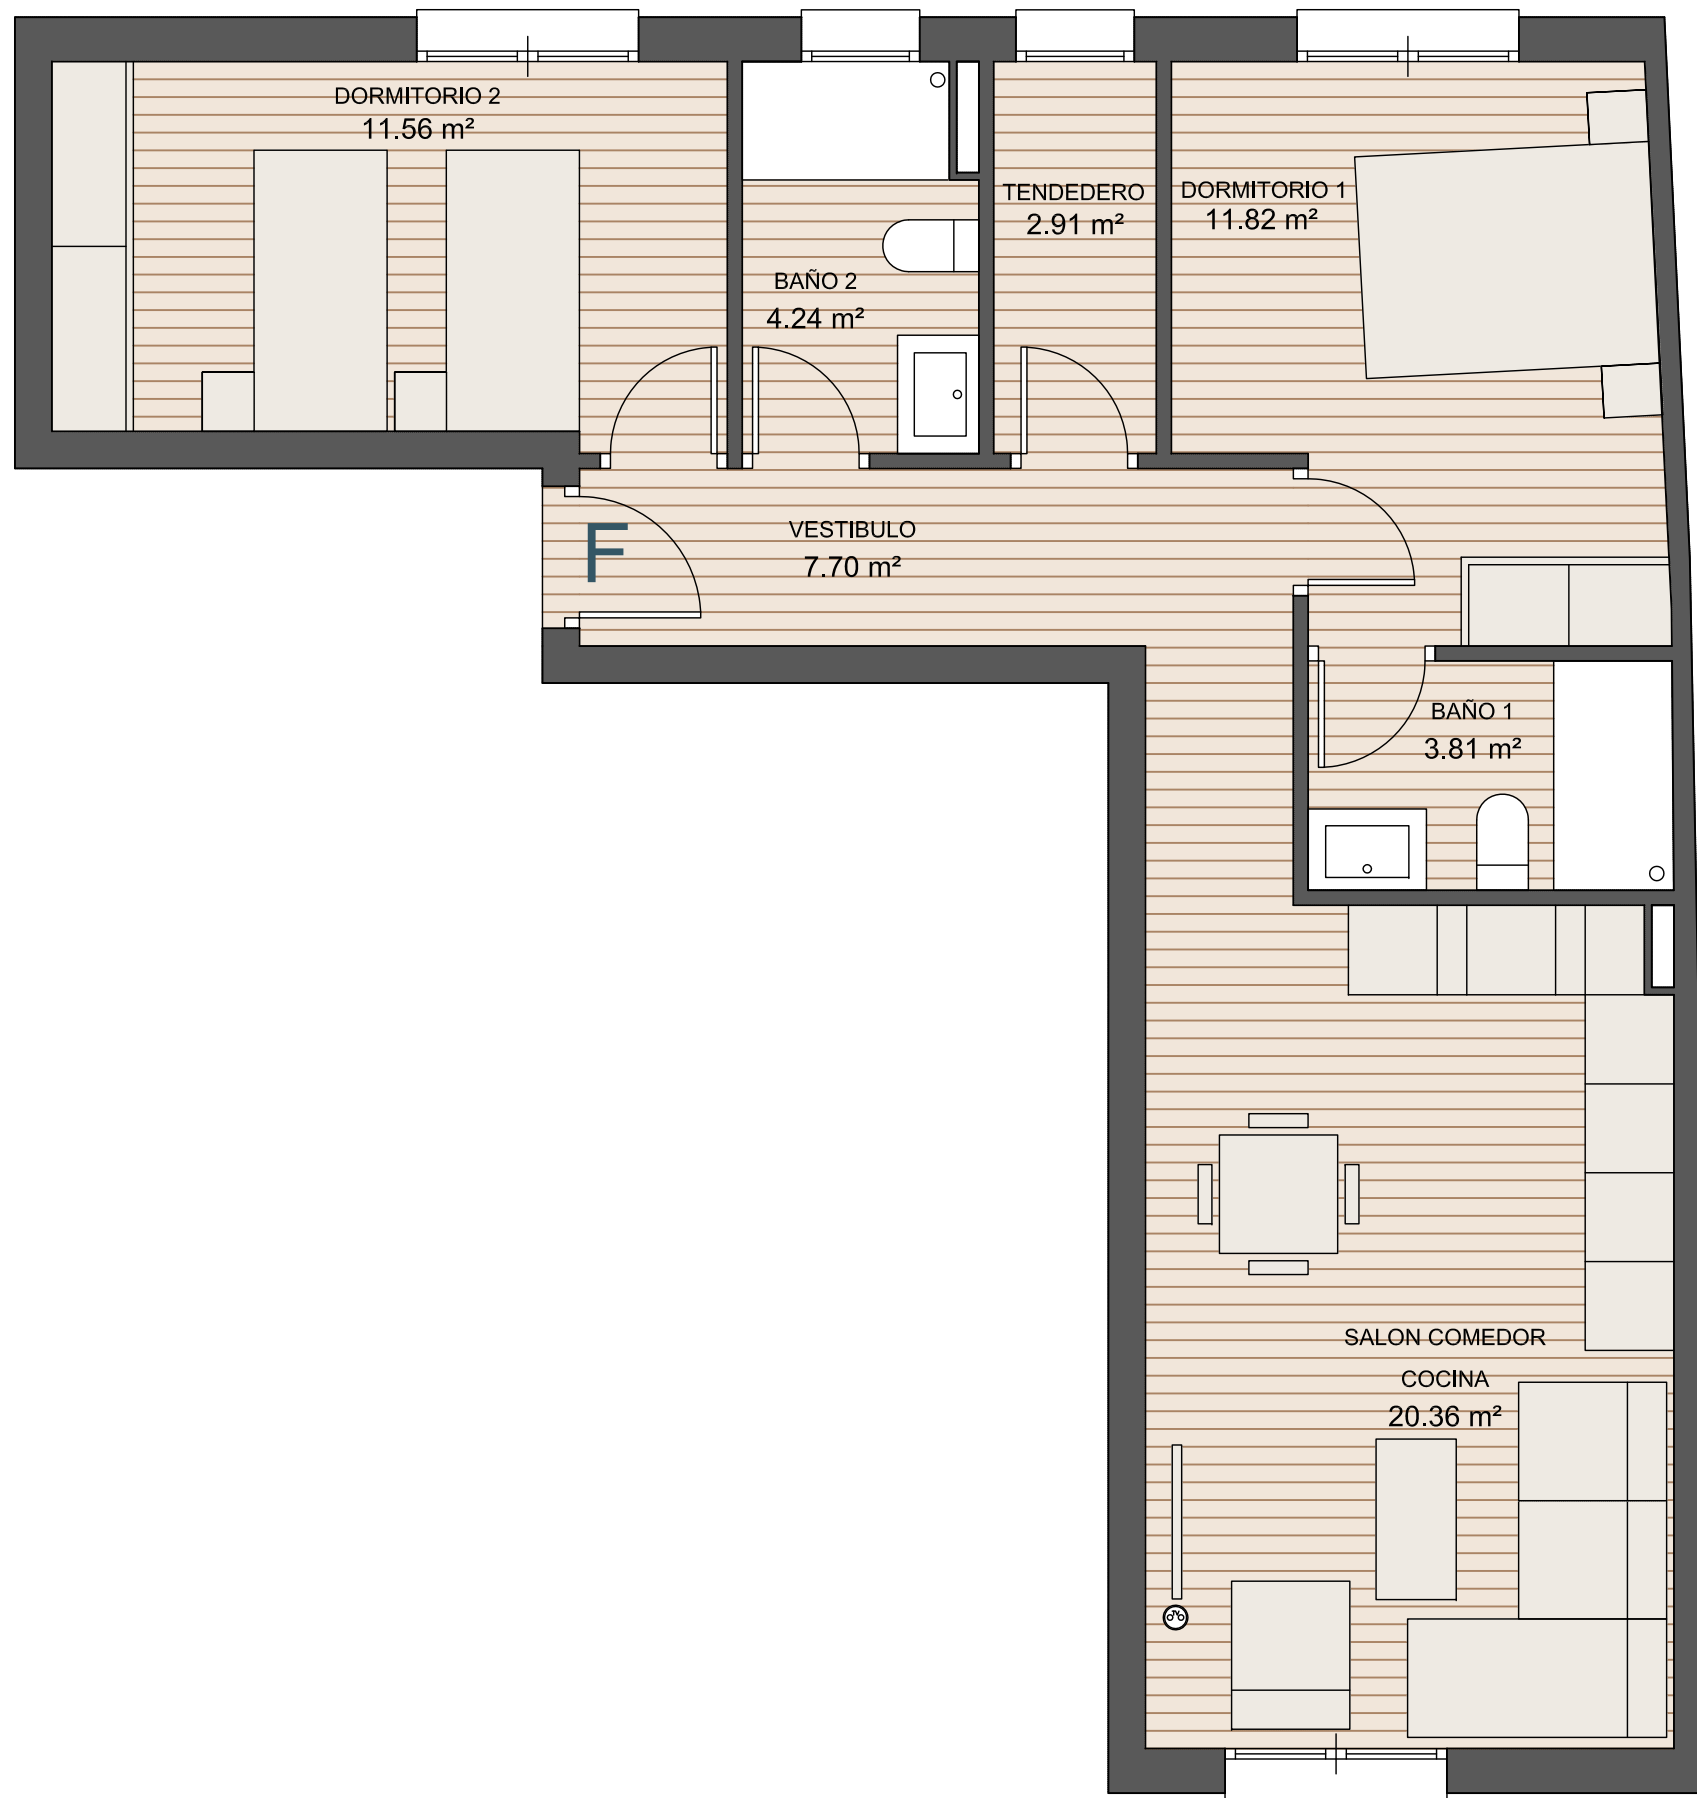 DORMITORIO 2
11.56 m²
TENDEDERO
2.91 m²
DORMITORIO 1
11.82 m²
BAÑO 2
4.24 m²
F
VESTIBULO
7.70 m²
BAÑO 1
3.81 m²
SALON COMEDOR
COCINA
20.36 m²